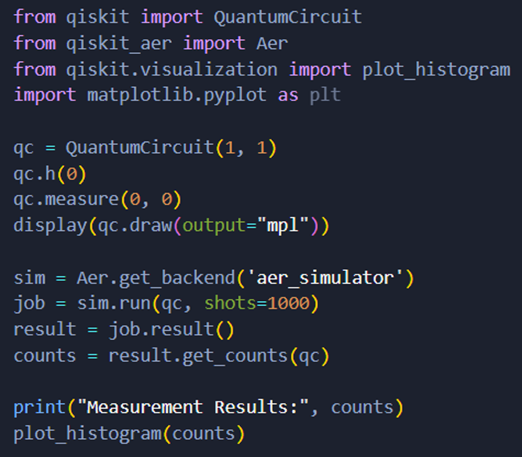 from qiskit import QuantumCircuit
from qiskit_aer import Aer
from qiskit.visualization import plot_histogram
import matplotlib.pyplot as plt
qc = QuantumCircuit(1, 1)
qc.h(0)
qc.measure(0, 0)
display(qc.draw(output="mpl"))
sim = Aer.get_backend('aer_simulator')
job = sim.run(qc, shots=1000)
result = job.result()
counts = result.get_counts(qc)
print("Measurement Results:", counts)
plot_histogram(counts)